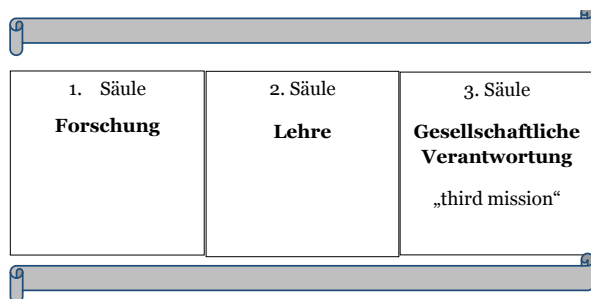 1. Säule
Forschung
2. Säule
Lehre
3. Säule
Gesellschaftliche
Verantwortung
„third mission“